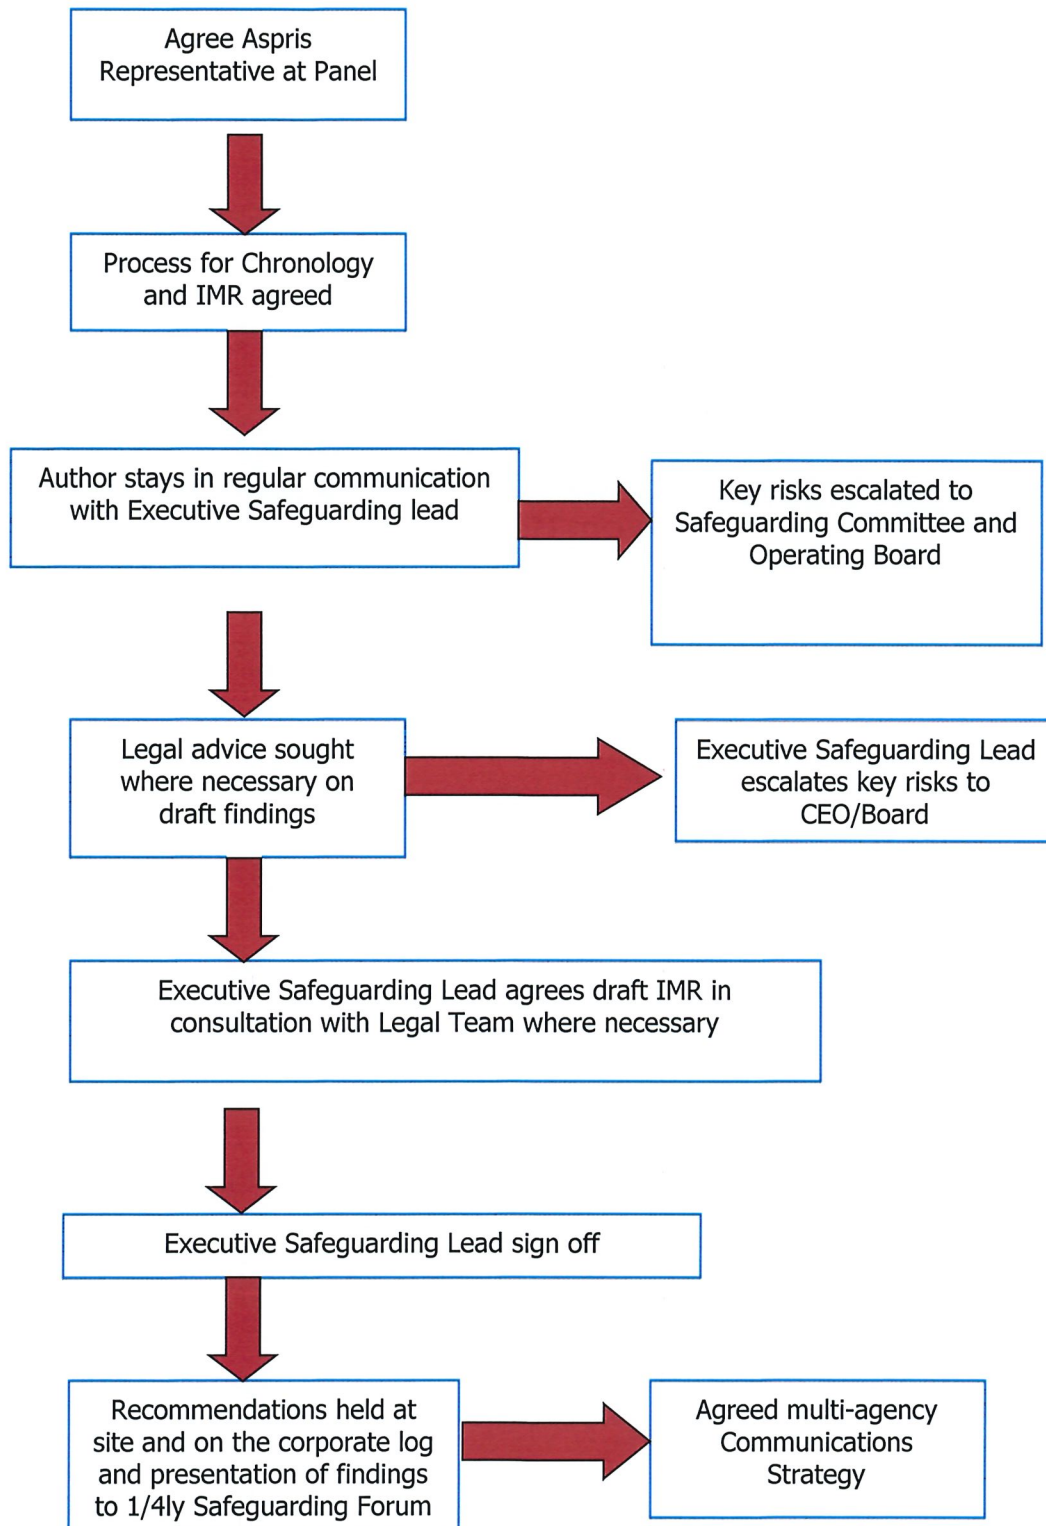 Agree Aspris
Representative at Panel
Process for Chronology
and IMR agreed
Author stays in regular communication
with Executive Safeguarding lead
Key risks escalated to
Safeguarding Committee and
Operating Board
Legal advice sought
where necessary on
draft findings
Executive Safeguarding Lead
escalates key risks to
CEO/Board
Executive Safeguarding Lead agrees draft IMR in
consultation with Legal Team where necessary
Executive Safeguarding Lead sign off
Recommendations held at
site and on the corporate log
and presentation of findings
to 1/4ly Safeguarding Forum
Agreed multi-agency
Communications
Strategy